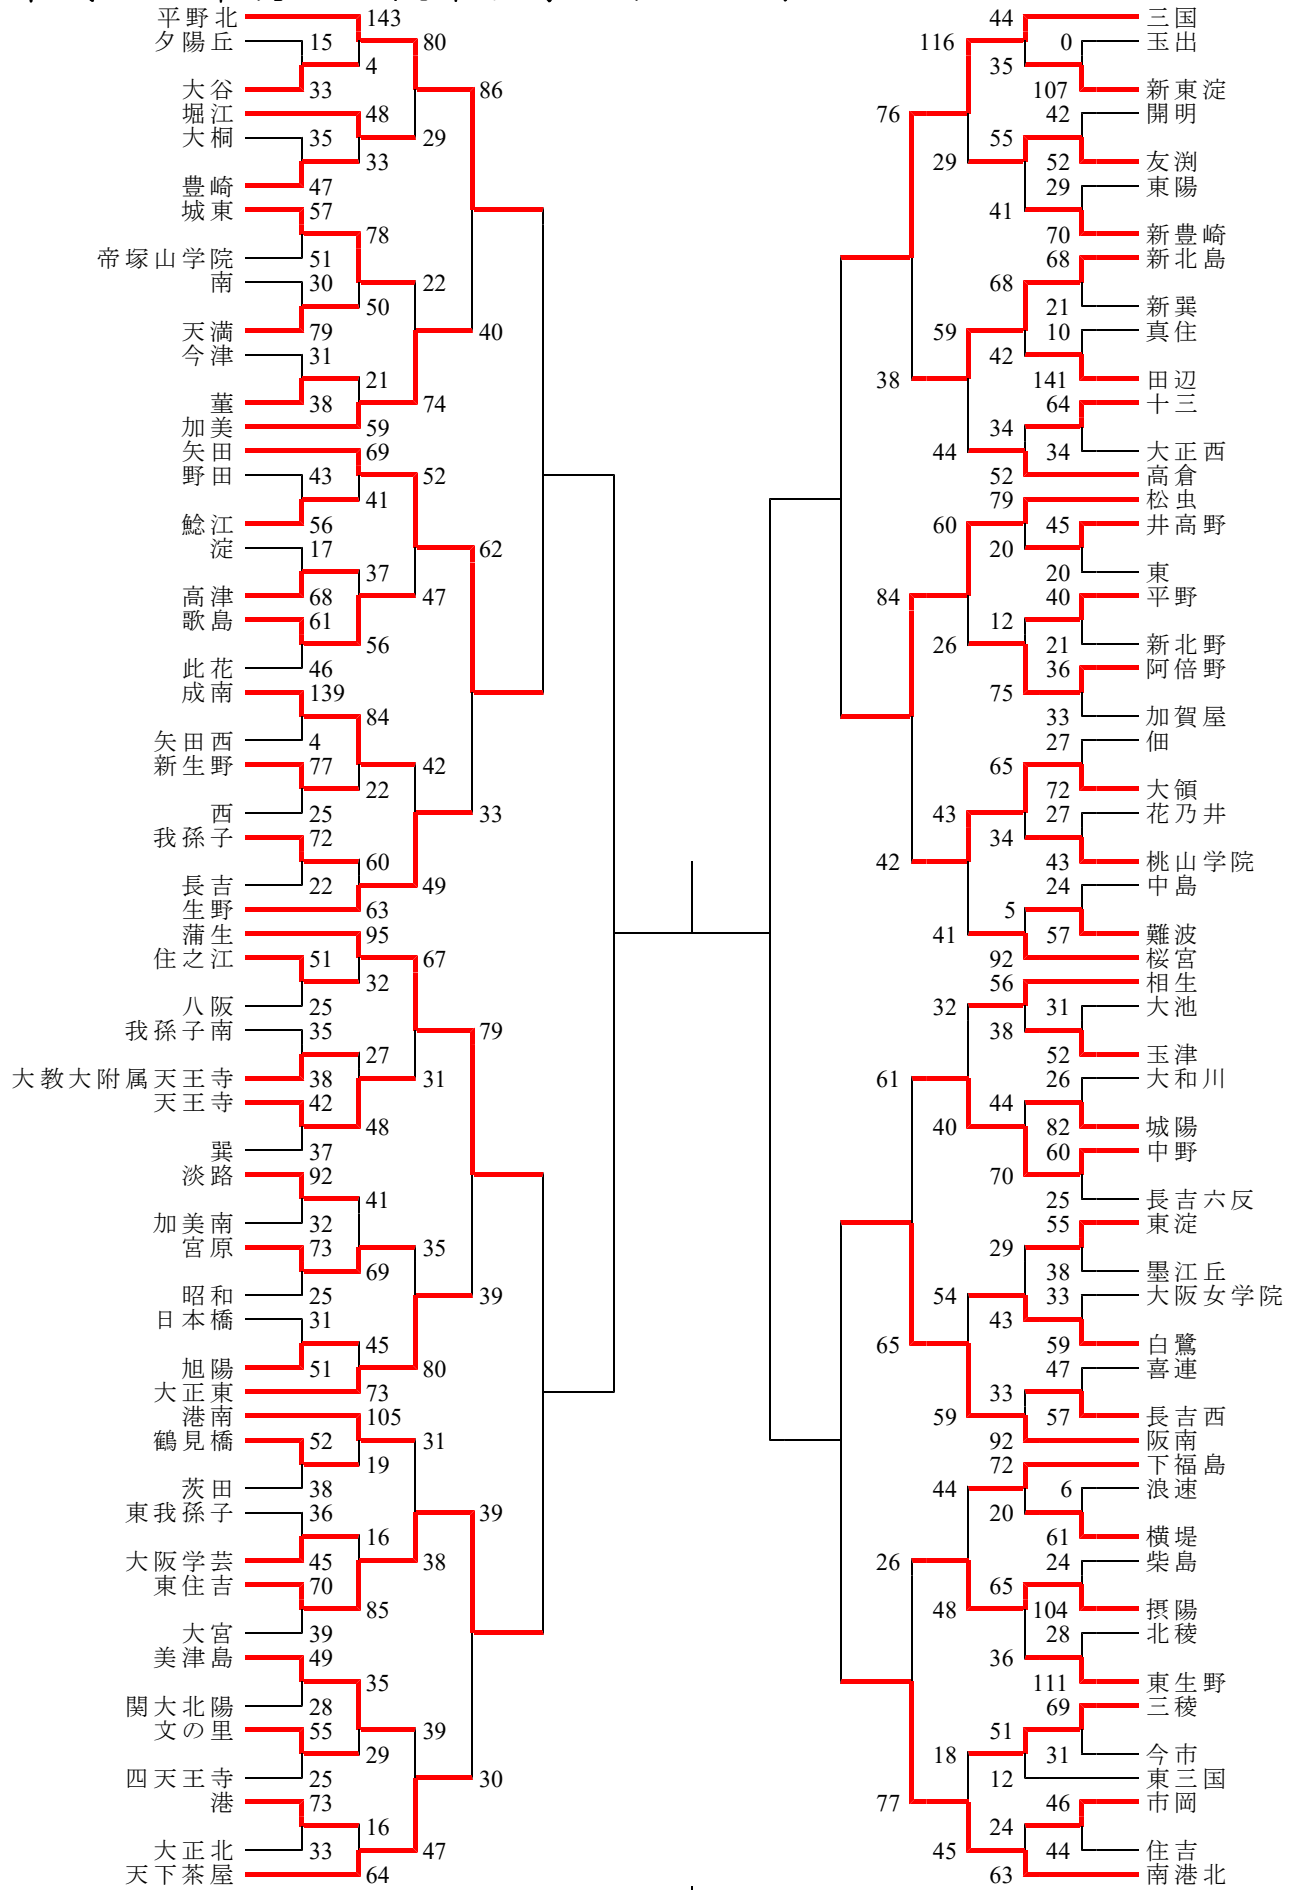 平野北 143 44 三国
夕陽丘 15 80 116 0 玉出
4 35
大谷 33 86 107 新東淀
堀江 48 76 42 開明
大桐 35 29 55
33 29 52 友渕
豊崎 47 29 東陽
城東 57 41
78 70 新豊崎
帝塚山学院 51 68 新北島
南 30 22 68
50 21 新巽
天満 79 40 59 10 真住
今津 31 42
21 38 141 田辺
菫 38 74 64 十三
加美 59 34
矢田 69 44 34 大正西
野田 43 52 52 高倉
41 79 松虫
鯰江 56 60 45 井高野
淀 17 62 20
37 20 東
高津 68 47 84 40 平野
歌島 61 12
56 26 21 新北野
此花 46 36 阿倍野
成南 139 75
84 33 加賀屋
矢田西 4 27 佃
新生野 77 42 65
22 72 大領
西 25 33 43 27 花乃井
我孫子 72 34
60 42 43 桃山学院
長吉 22 49 24 中島
生野 63 5
蒲生 95 41 57 難波
住之江 51 67 92 桜宮
32 56 相生
八阪 25 32 31 大池
我孫子南 35 79 38
27 52 玉津
大教大附属天王寺 38 31 61 26 大和川
天王寺 42 44
48 40 82 城陽
巽 37 60 中野
淡路 92 70
41 25 長吉六反
加美南 32 55 東淀
宮原 73 35 29
69 38 墨江丘
昭和 25 39 54 33 大阪女学院
日本橋 31 43
45 65 59 白鷺
旭陽 51 80 47 喜連
大正東 73 33
港南 105 59 57 長吉西
鶴見橋 52 31 92 阪南
19 72 下福島
茨田 38 44 6 浪速
東我孫子 36 39 20
16 61 横堤
大阪学芸 45 38 26 24 柴島
東住吉 70 65
85 48 104 摂陽
大宮 39 28 北稜
美津島 49 36
35 111 東生野
関大北陽 28 69 三稜
文の里 55 39 51
29 18 31 今市
四天王寺 25 30 12 東三国
港 73 77 46 市岡
16 24
大正北 33 47 45 44 住吉
天下茶屋 64 63 南港北